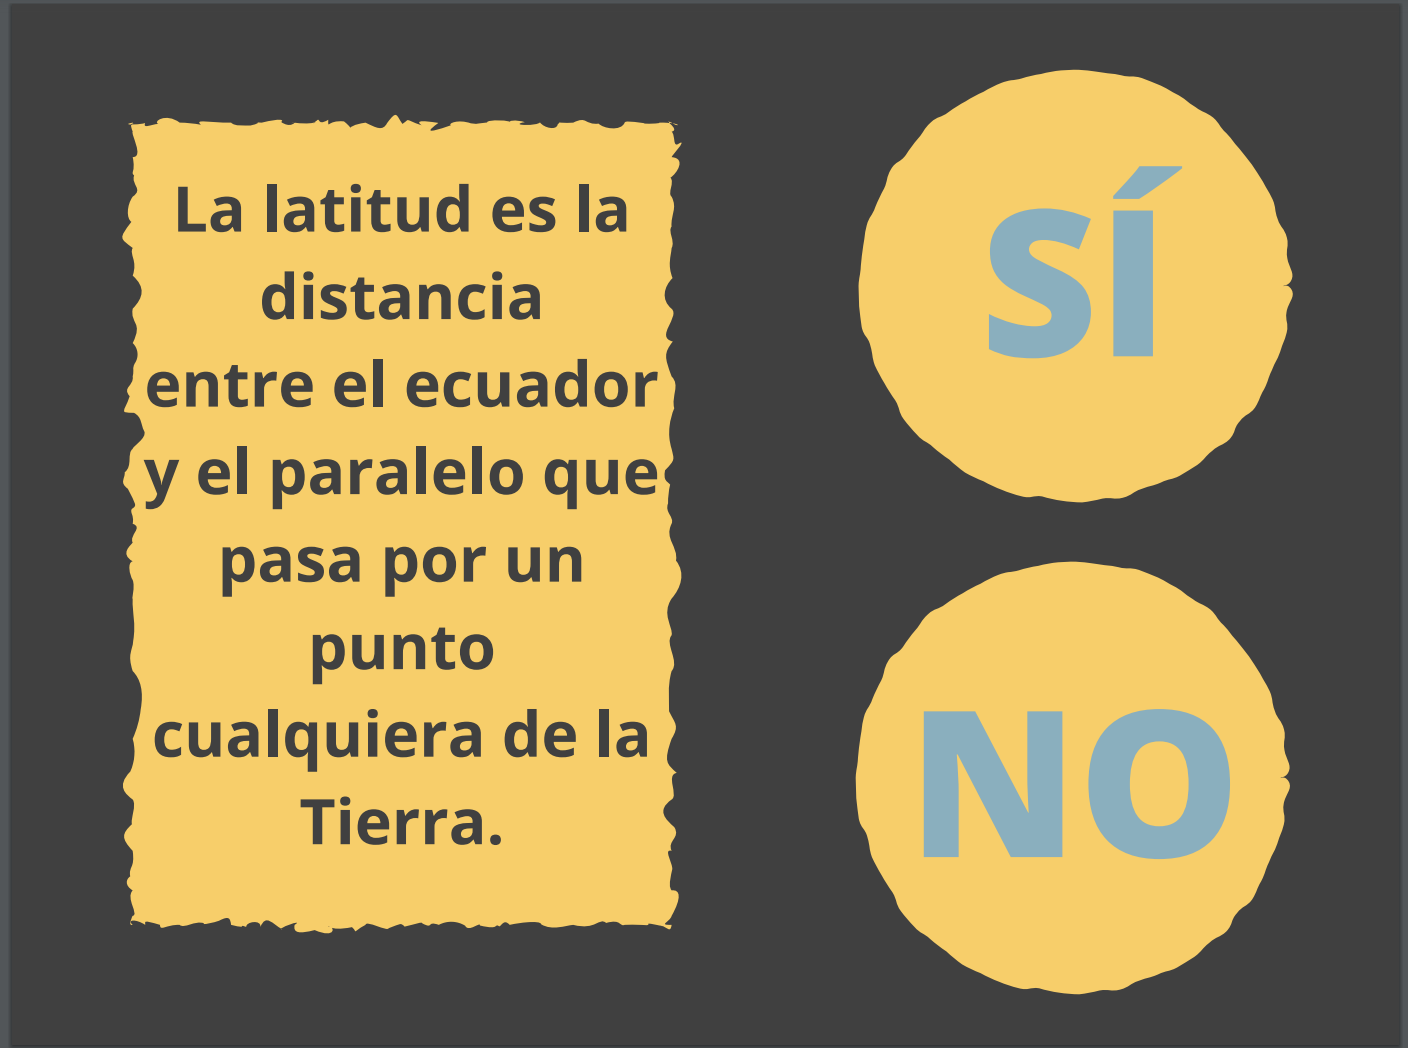 La latitud es la
distancia
entre el ecuador
y el paralelo que
pasa por un
punto
cualquiera de la
Tierra.
SÍ
NO